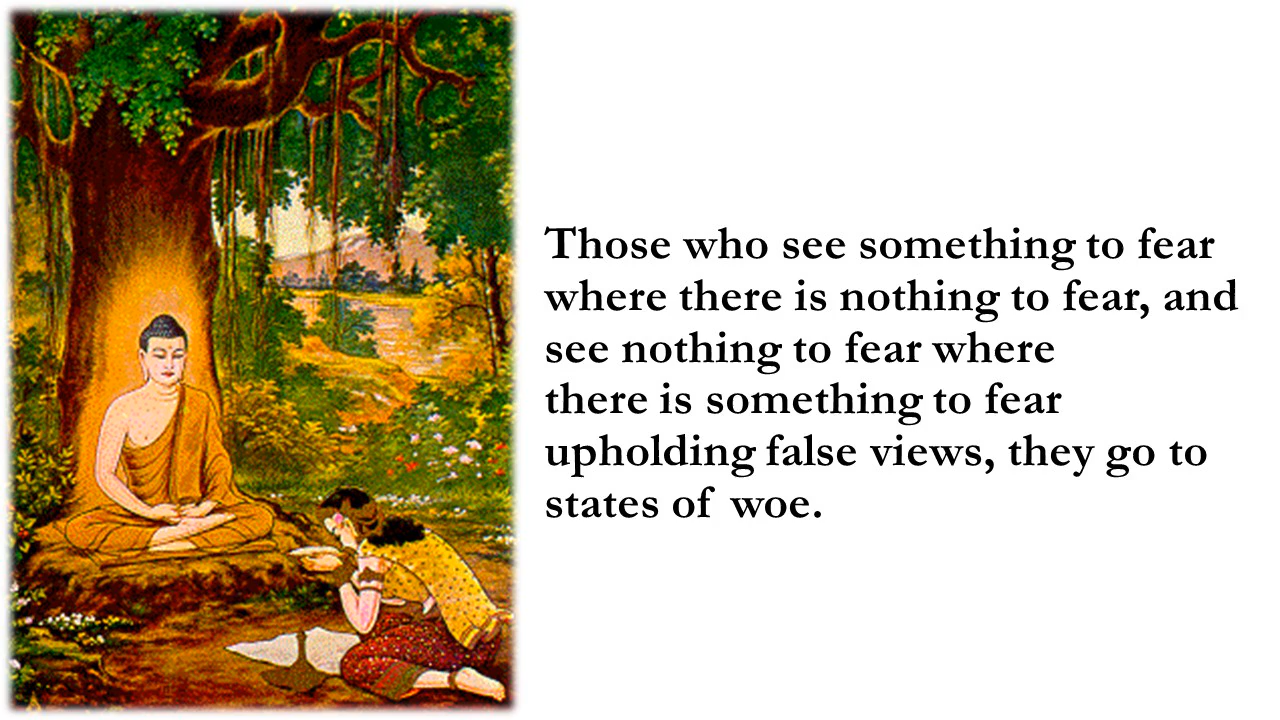 Those who see something to fear
where there is nothing to fear, and
see nothing to fear where
there is something to fear
upholding false views, they go to
states of woe.